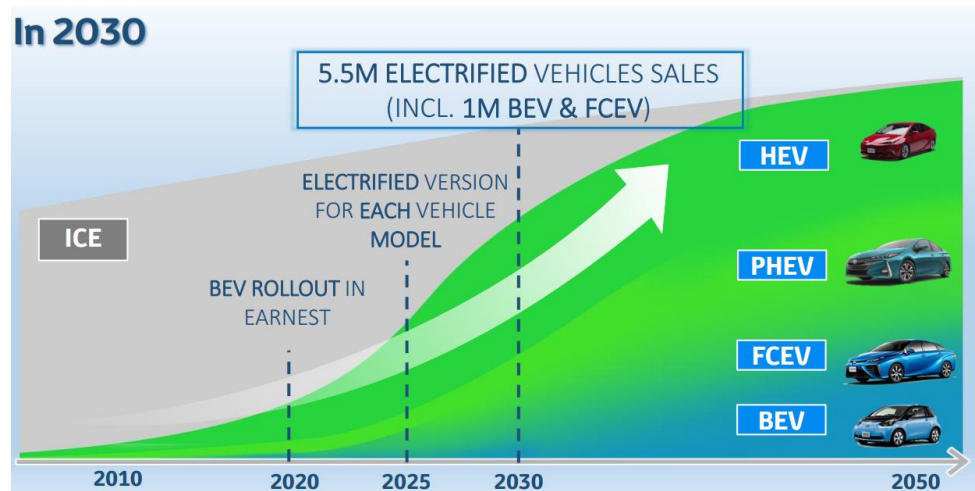 In 2030
5.5M ELECTRIFIED VEHICLES SALES
(INCL. 1M BEV & FCEV)
ELECTRIFIED VERSION
FOR EACH VEHICLE
MODEL
BEV ROLLOUT IN
EARNEST
ICE
HEV
PHEV
FCEV
BEV
2010
2020
2025
2030
2050